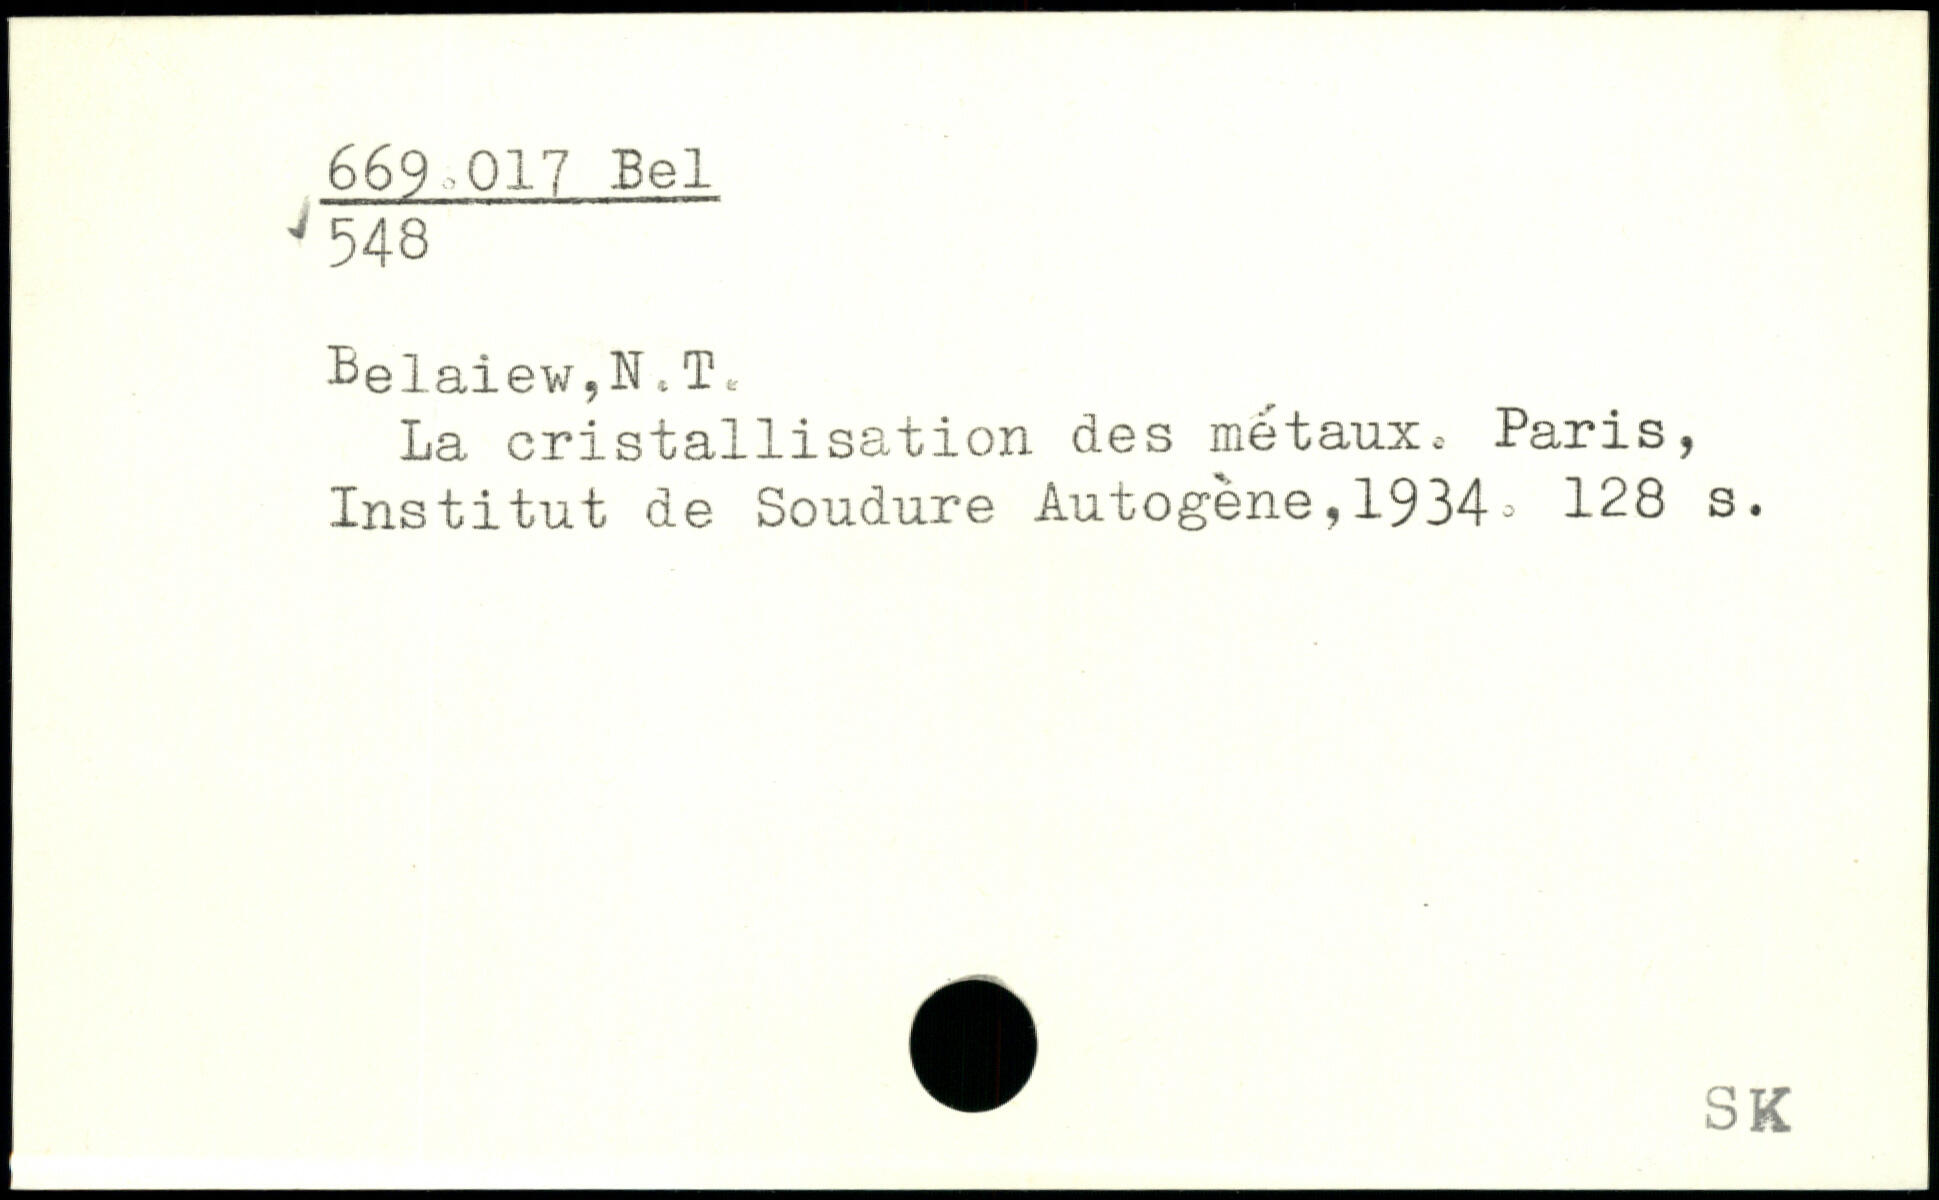 669.017 Bel
548
Belaiew,N.T.
La cristallisation des métaux. Paris,
Institut de Soudure Autogène,1934. 128 s.
SK